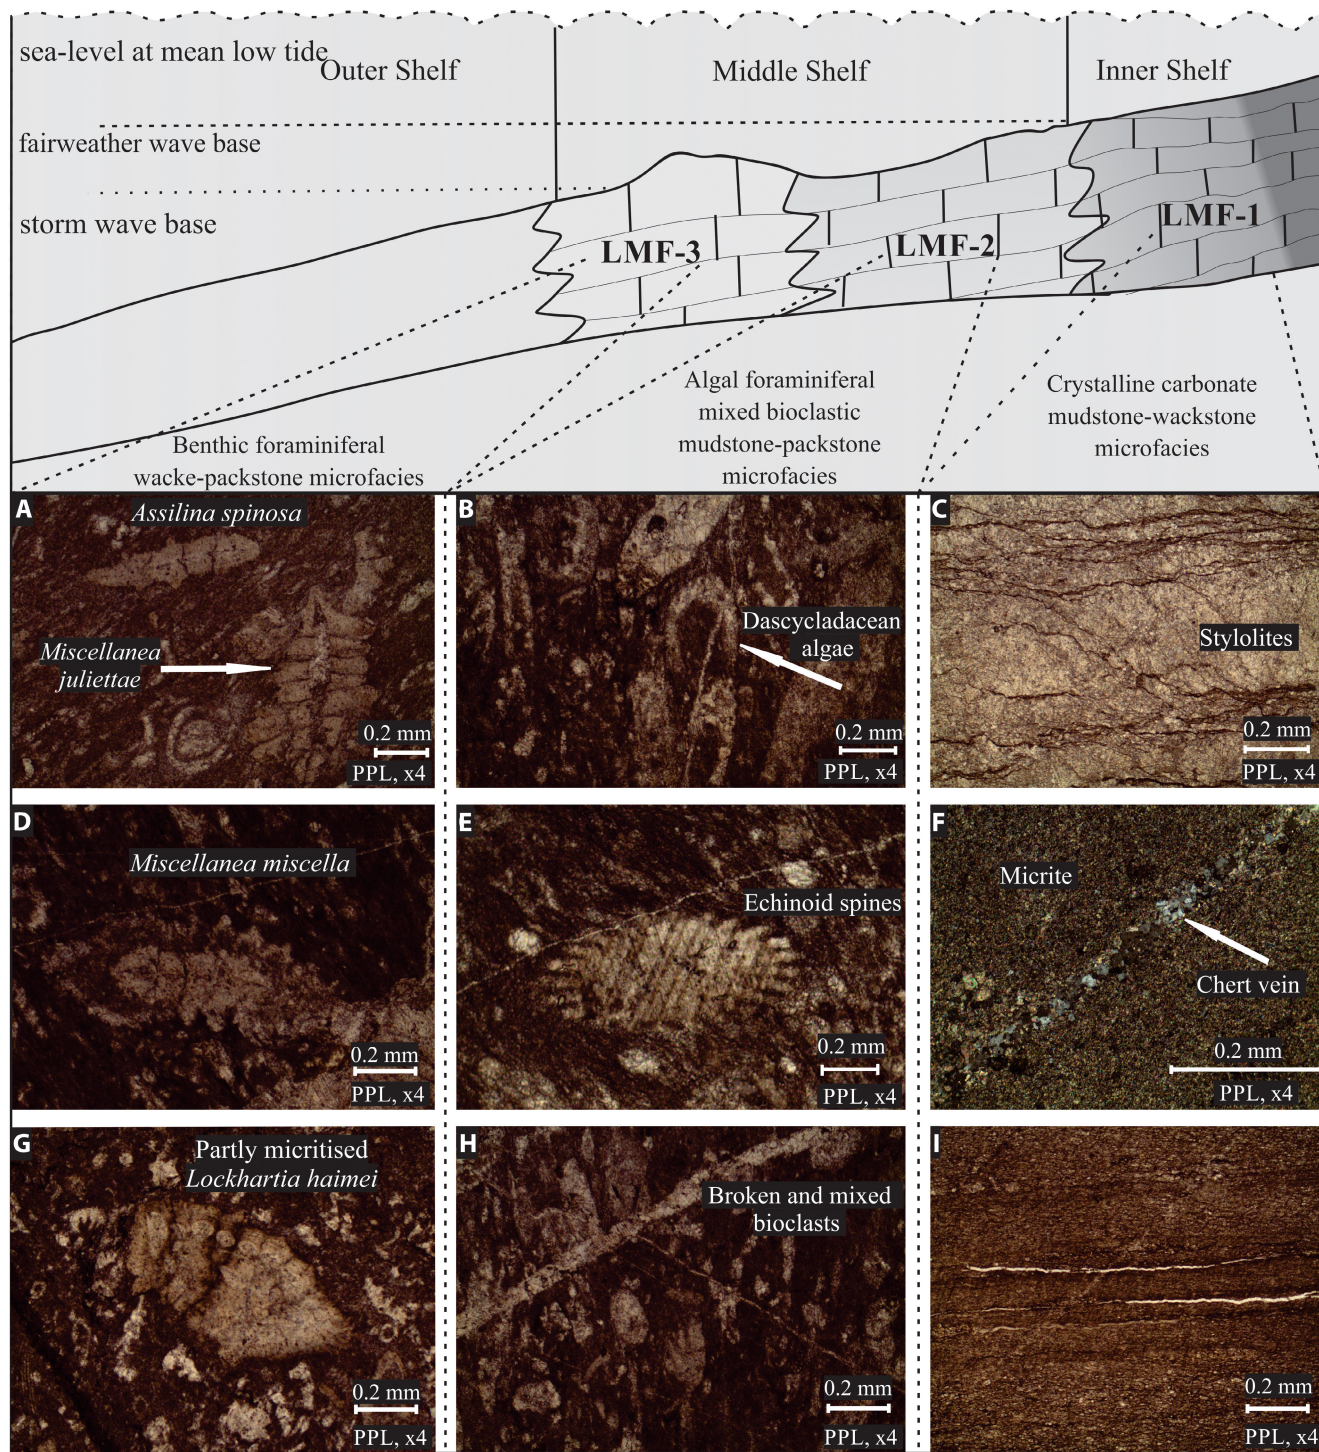 sea-level at mean low tide
Outer Shelf
Middle Shelf
Inner Shelf
fairweather wave base
storm wave base
LMF-3
LMF-2
LMF-1
Benthic foraminiferal
wacke-packstone microfacies
Algal foraminiferal
mixed bioclastic
mudstone-packstone
microfacies
Crystalline carbonate
mudstone-wackstone
microfacies
A
Assilina spinosa
Miscellanea
juliettae
0.2 mm
PPL, x4
B
Dascycladacean
algae
0.2 mm
PPL, x4
C
Stylolites
0.2 mm
PPL, x4
D
Miscellanea miscella
0.2 mm
PPL, x4
E
Echinoid spines
0.2 mm
PPL, x4
F
Micrite
Chert vein
0.2 mm
PPL, x4
G
Partly micritised
Lockhartia haimei
0.2 mm
PPL, x4
H
Broken and mixed
bioclasts
0.2 mm
PPL, x4
I
0.2 mm
PPL, x4